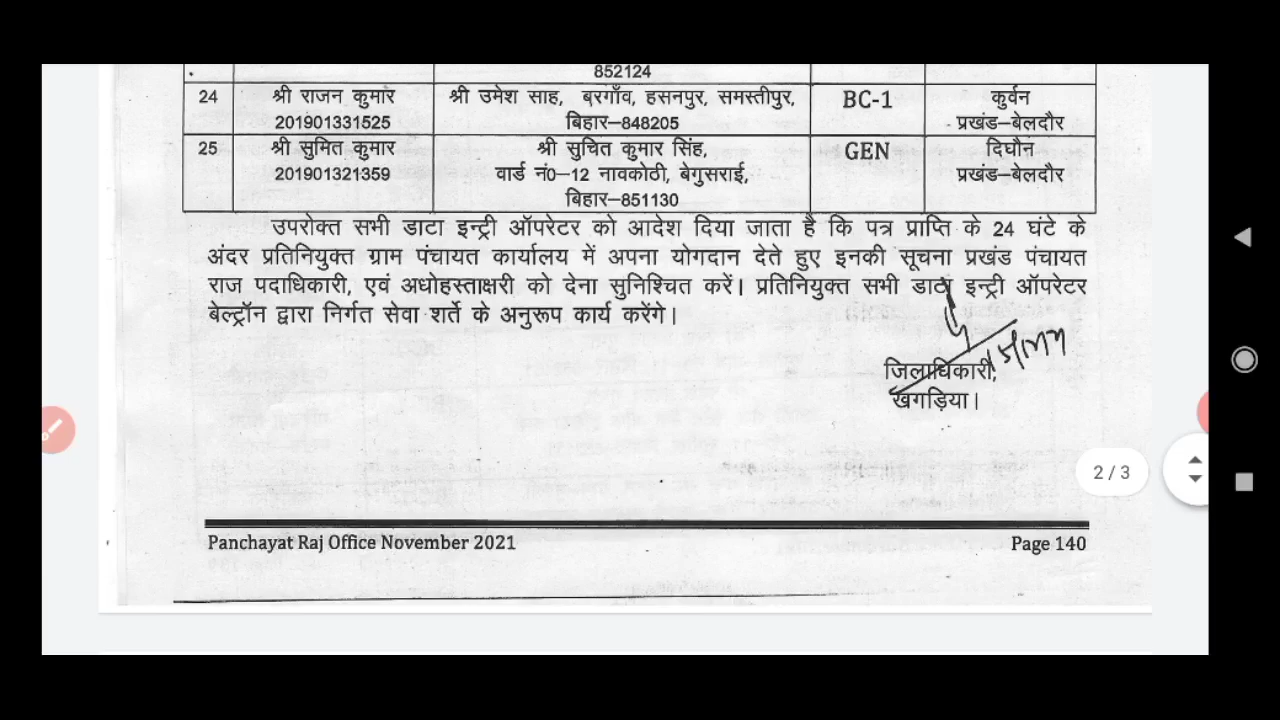 852124
24 श्री राजन कुमार श्री उमेश साह, बरगाँव, हसनपुर, समस्तीपुर, BC-1 कुर्वन
201901331525 बिहार–848205 प्रखंड–बेलदौर
25 श्री सुमित कुमार श्री सुचित कुमार सिंह, GEN दिघौन
201901321359 वार्ड नं0–12 नावकोठी, बेगुसराई, प्रखंड–बेलदौर
बिहार–851130
उपरोक्त सभी डाटा इन्ट्री ऑपरेटर को आदेश दिया जाता है कि पत्र प्राप्ति के 24 घंटे के
अंदर प्रतिनियुक्त ग्राम पंचायत कार्यालय में अपना योगदान देते हुए इनकी सूचना प्रखंड पंचायत
राज पदाधिकारी, एवं अधोहस्ताक्षरी को देना सुनिश्चित करें। प्रतिनियुक्त सभी डाटा इन्ट्री ऑपरेटर
बेल्ट्रॉन द्वारा निर्गत सेवा शर्ते के अनुरूप कार्य करेंगे।
जिलाधिकारी,
खगड़िया।
2 / 3
Panchayat Raj Office November 2021 Page 140